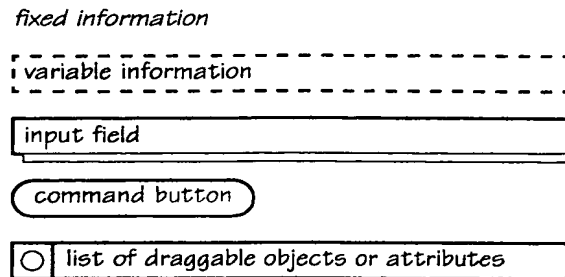 fixed information
variable information
input field
command button
list of draggable objects or attributes